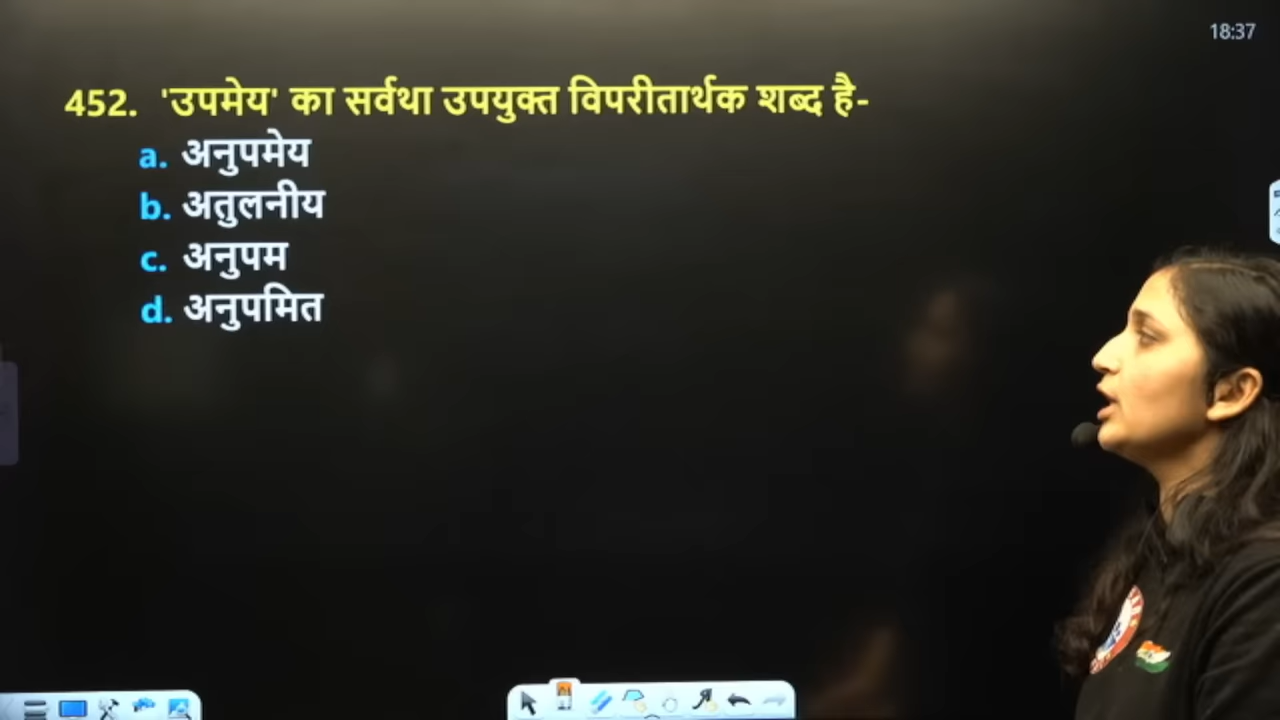 18:37
452. 'उपमेय' का सर्वथा उपयुक्त विपरीतार्थक शब्द है-
a. अनुपमेय
b. अतुलनीय
c. अनुपम
d. अनुपमित